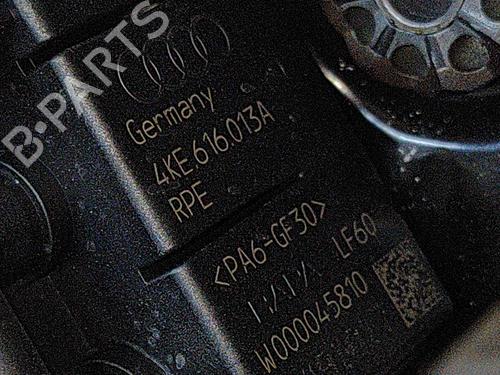 B-PARTS
Germany
4KE 616.013A
RPE
<PA6-GF30>
LF60
W000045810